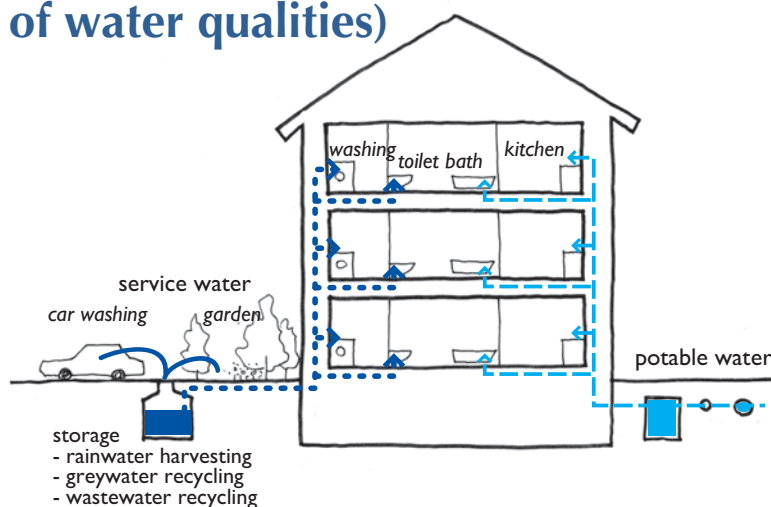 of water qualities)
washing
toilet bath
kitchen
service water
car washing
garden
potable water
storage
- rainwater harvesting
- greywater recycling
- wastewater recycling